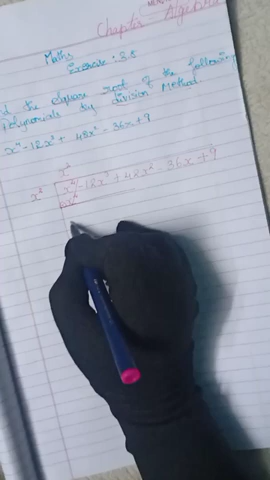 Chapter - Algebra
Maths
Exercise: 3.5
d the Square root of the following
Polynomials by division Method.
x⁴-12x³+ 42x²-36x+9
x²
x² x⁴-12x³+42x²-36x+9
x⁴